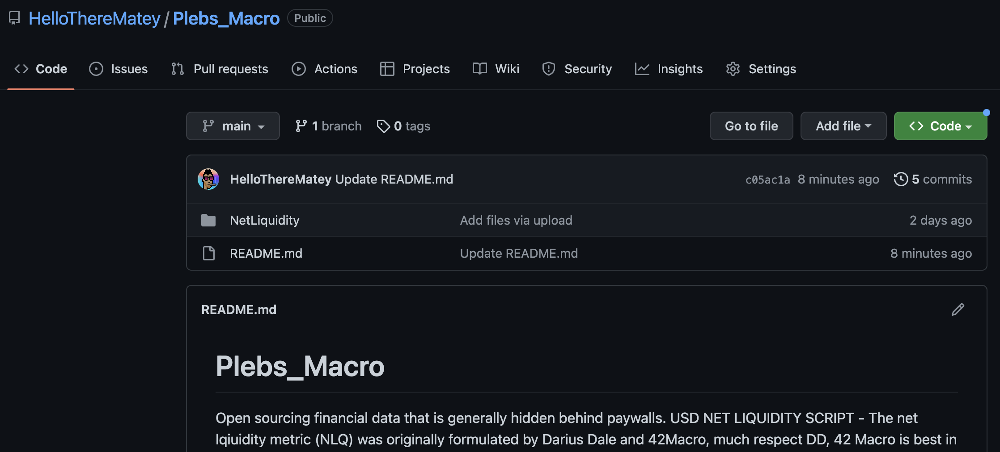 HelloThereMatey / Plebs_Macro Public
Code Issues Pull requests Actions Projects Wiki Security Insights Settings
main 1 branch 0 tags Go to file Add file Code
HelloThereMatey Update README.md c05ac1a 8 minutes ago 5 commits
NetLiquidity Add files via upload 2 days ago
README.md Update README.md 8 minutes ago
README.md
Plebs_Macro
Open sourcing financial data that is generally hidden behind paywalls. USD NET LIQUIDITY SCRIPT - The net
lqiuidity metric (NLQ) was originally formulated by Darius Dale and 42Macro, much respect DD, 42 Macro is best in